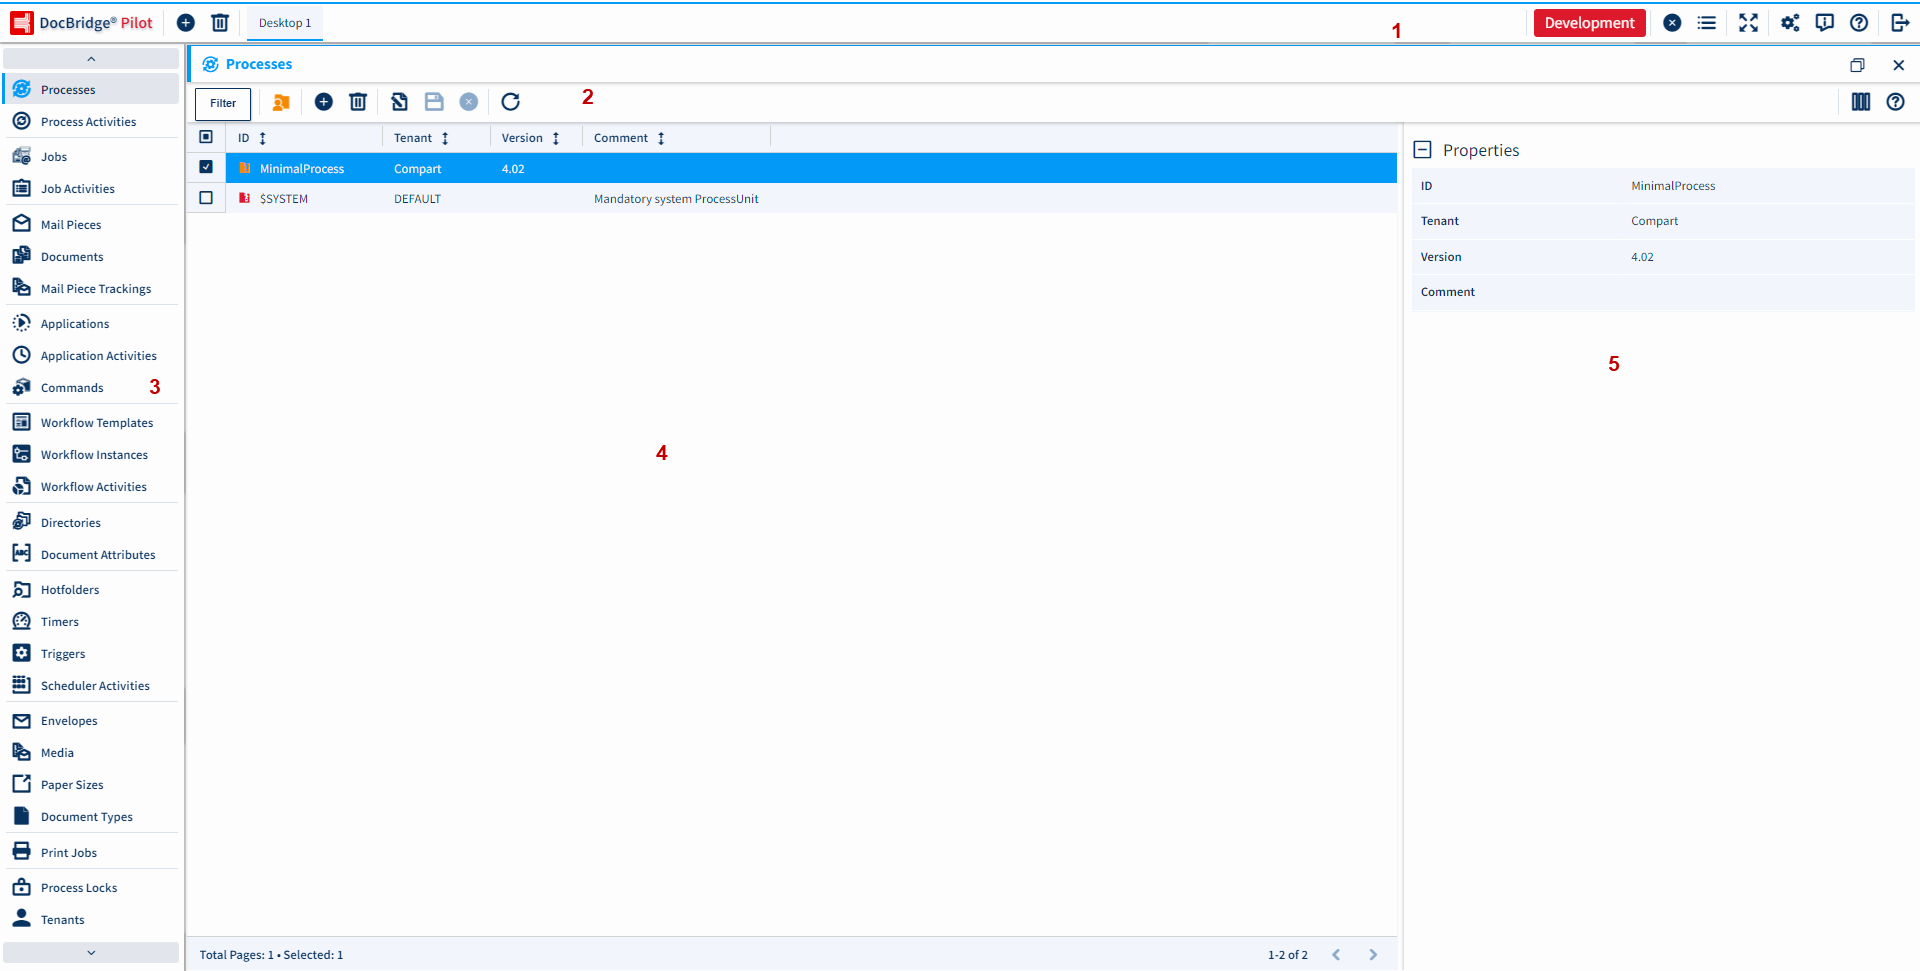 DocBridge® Pilot
Desktop 1
1
Development
Processes
Process Activities
Jobs
Job Activities
Mail Pieces
Documents
Mail Piece Trackings
Applications
Application Activities
Commands
3
Workflow Templates
Workflow Instances
Workflow Activities
Directories
Document Attributes
Hotfolders
Timers
Triggers
Scheduler Activities
Envelopes
Media
Paper Sizes
Document Types
Print Jobs
Process Locks
Tenants
Processes
Filter
2
ID Tenant Version Comment
MinimalProcess Compart 4.02
$SYSTEM DEFAULT Mandatory system ProcessUnit
4
Total Pages: 1 • Selected: 1
1-2 of 2
Properties
ID MinimalProcess
Tenant Compart
Version 4.02
Comment
5